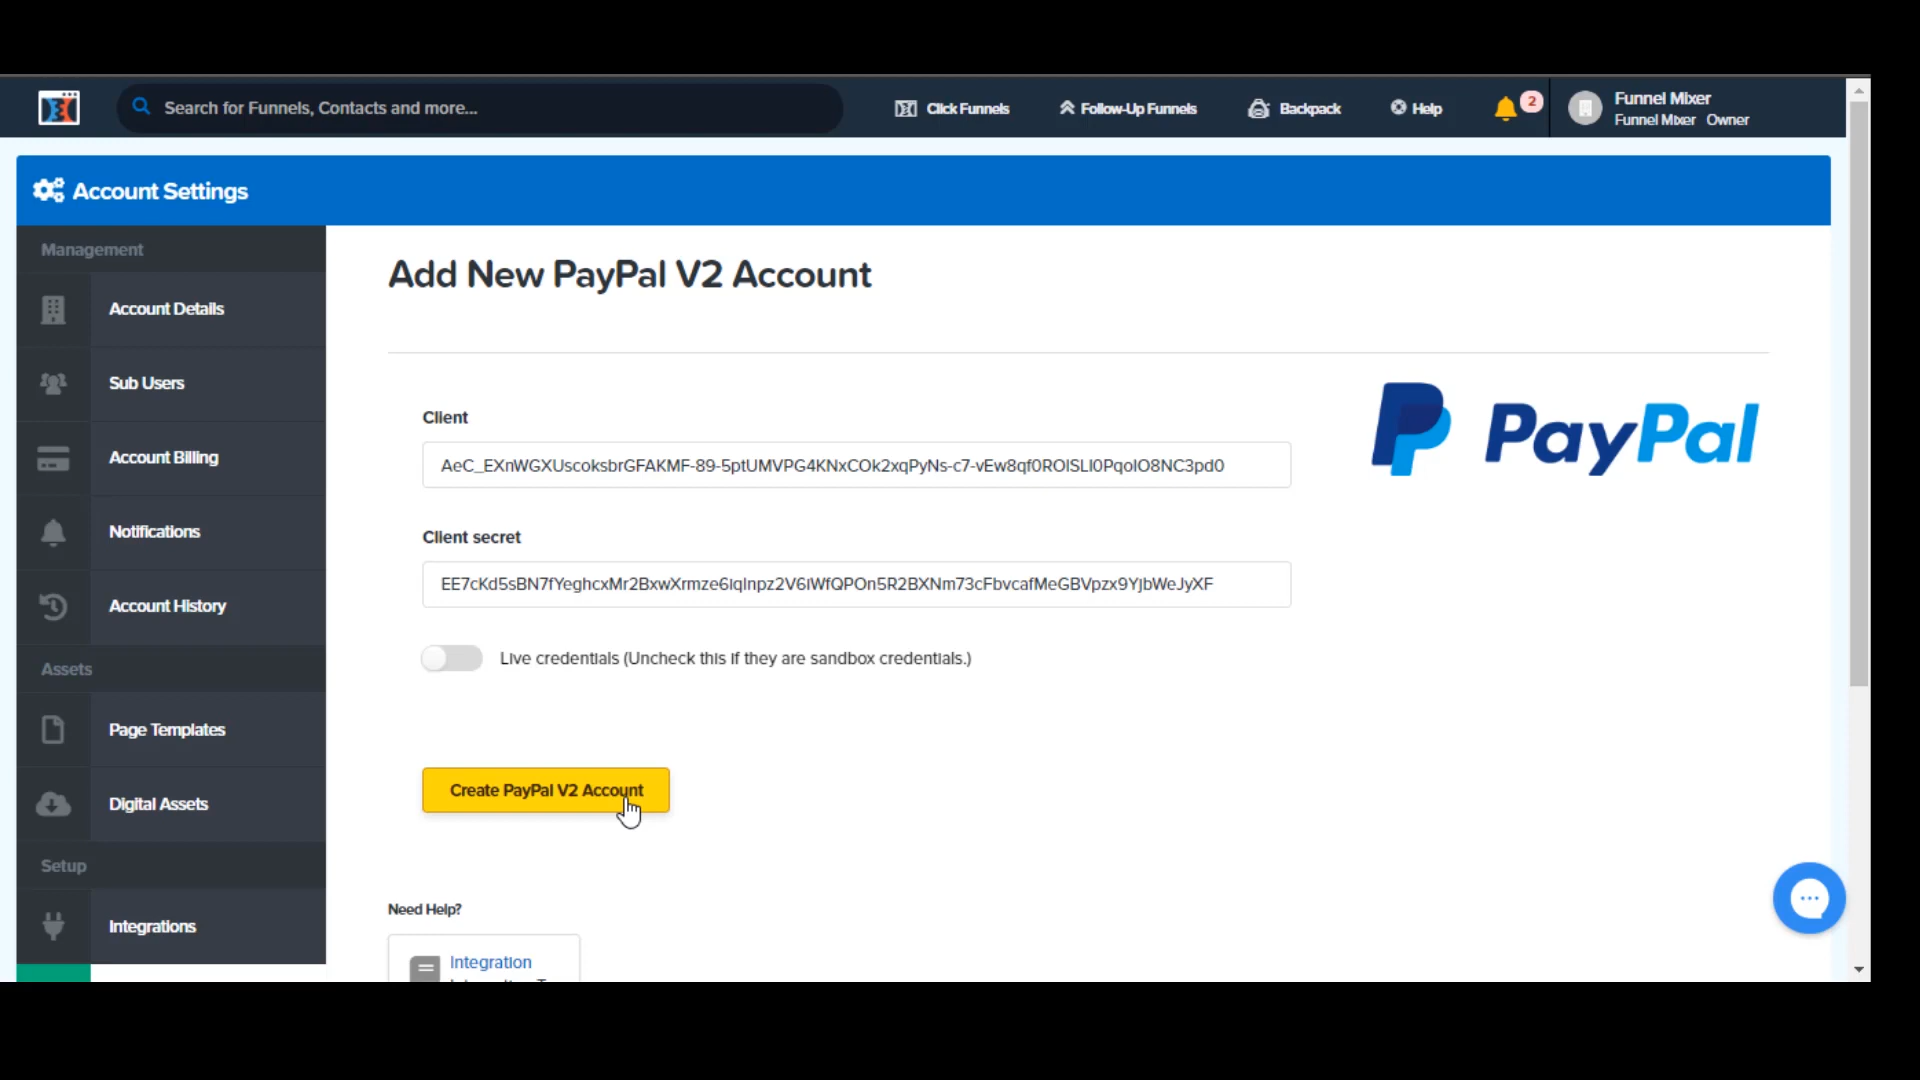 Search for Funnels, Contacts and more...
Click Funnels
Follow-Up Funnels
Backpack
Help
2
Funnel Mixer
Funnel Mixer Owner
Account Settings
Management
Account Details
Sub Users
Account Billing
Notifications
Account History
Assets
Page Templates
Digital Assets
Setup
Integrations
Add New PayPal V2 Account
PayPal
Client
AeC_EXnWGXUscoksbrGFAKMF-89-5ptUMVPG4KNxCOk2xqPyNs-c7-vEw8qf0ROlSLI0PqoIO8NC3pd0
Client secret
EE7cKd5sBN7fYeghcxMr2BxwXrmze6iqInpz2V6iWfQPOn5R2BXNm73cFbvcafMeGBVpzx9YjbWeJyXF
Live credentials (Uncheck this if they are sandbox credentials.)
Create PayPal V2 Account
Need Help?
Integration